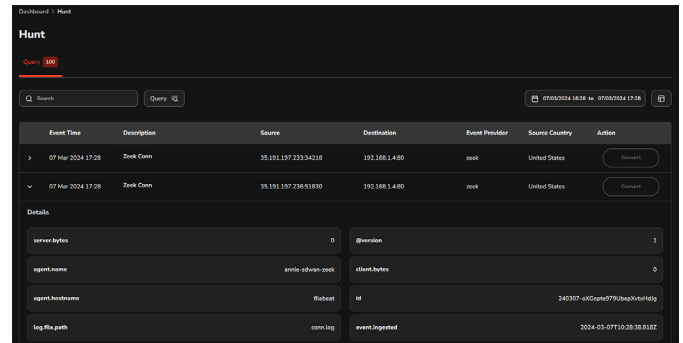 Dashboard > Hunt
Hunt
Query 100
Search Query 07/03/2024 16:28 to 07/03/2024 17:28
Event Time Description Source Destination Event Provider Source Country Action
07 Mar 2024 17:28 Zeek Conn 35.191.197.233:34218 192.168.1.4:80 zeek United States Convert
07 Mar 2024 17:28 Zeek Conn 35.191.197.236:51830 192.168.1.4:80 zeek United States Convert
Details
server.bytes 0 @version 1
agent.name annie-sdwan-zeek client.bytes 0
agent.hostname filebeat id 240307-oXGopte979UbepXvtxHdJg
log.file.path conn.log event.ingested 2024-03-07T10:28:38.818Z